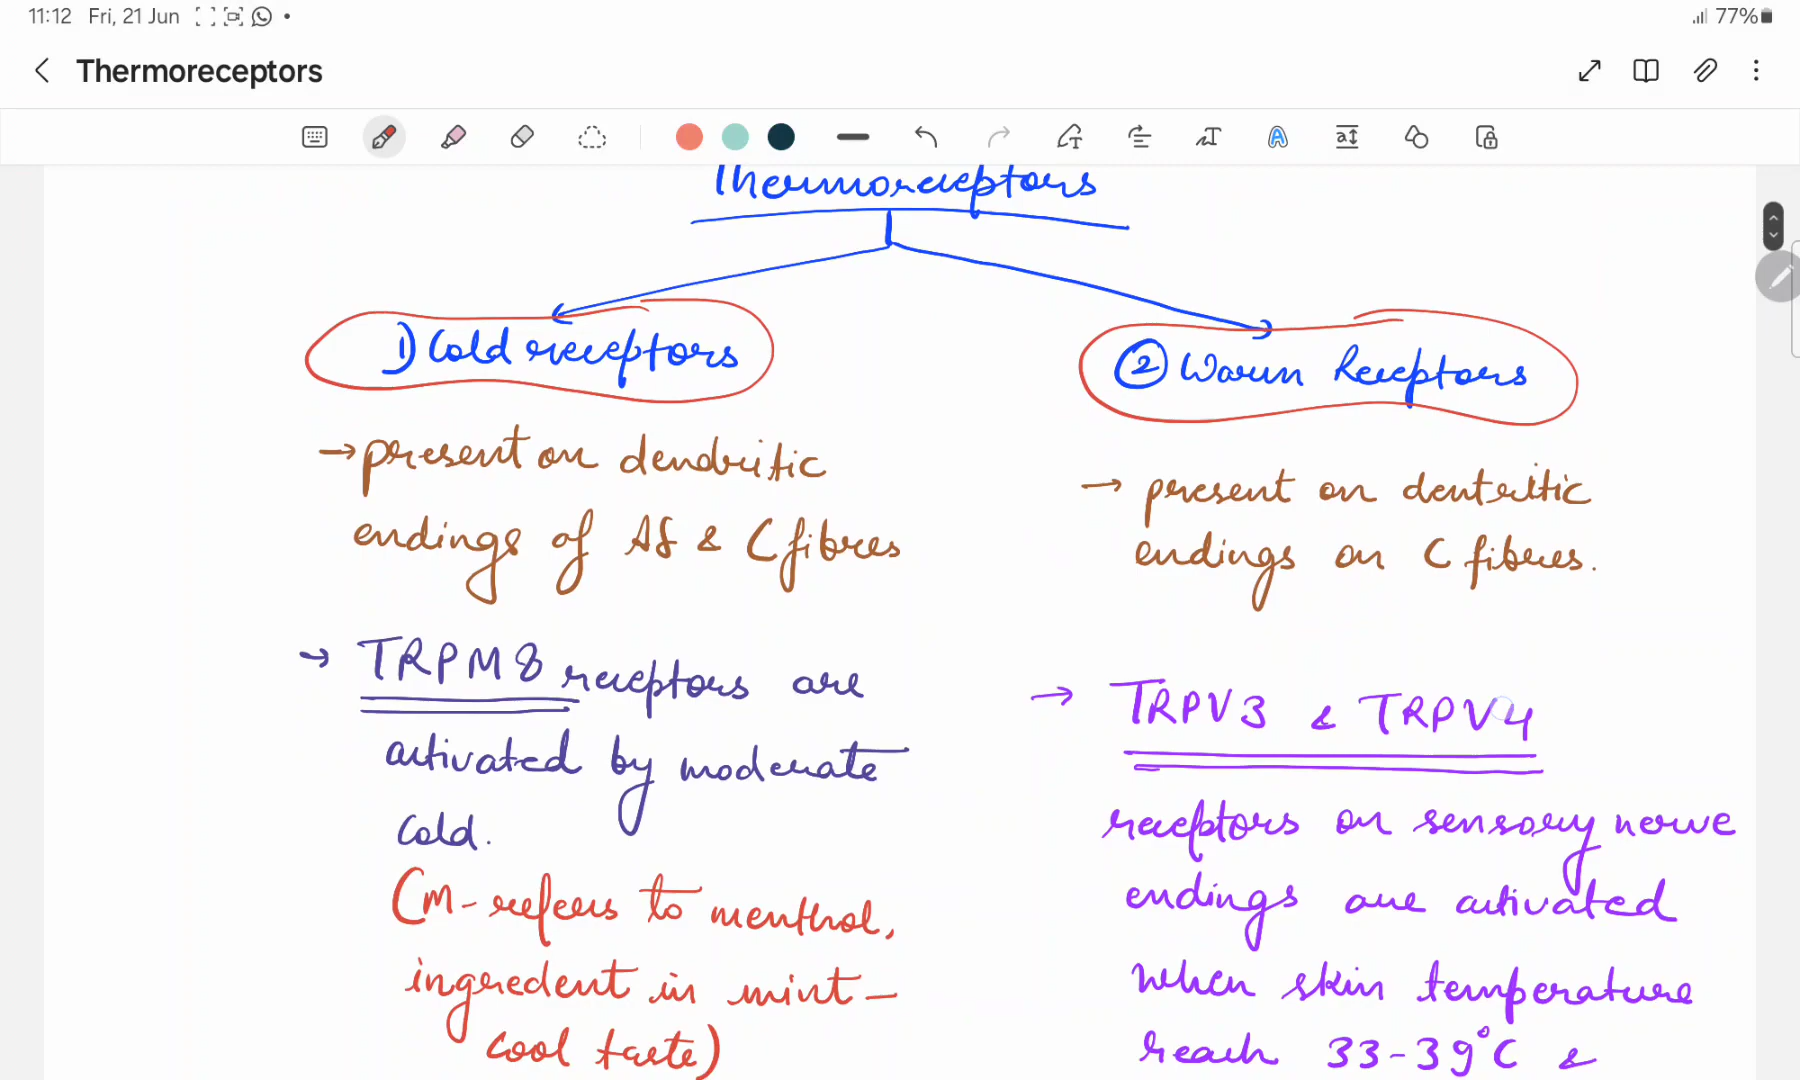 11:12 Fri, 21 Jun 77%
Thermoreceptors
Thermoreceptors
1) Cold receptors
→ present on dendritic
endings of Aδ & C fibres
→ TRPM8 receptors are
activated by moderate
cold.
(M- refers to menthol,
ingredent in mint-
cool taste)
② Warm Receptors
→ present on dentritic
endings on C fibres.
→ TRPV3 & TRPV4
receptors on sensory nerve
endings are activated
when skin temperature
reach 33-39°C &